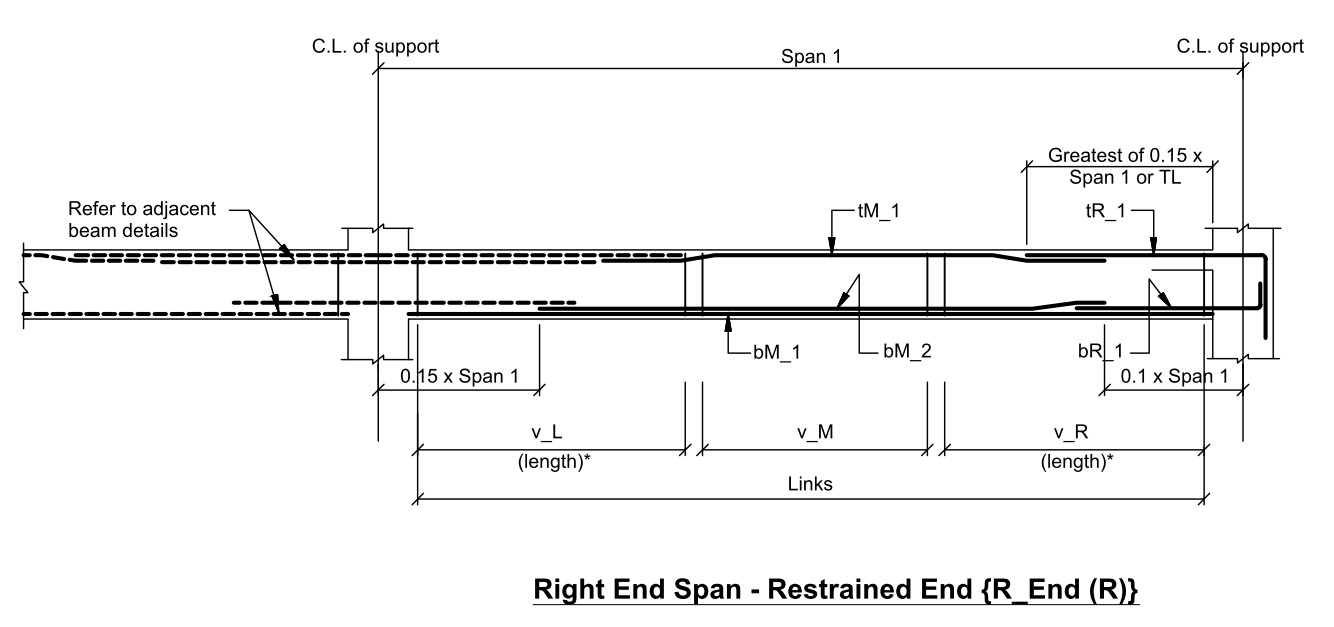 C.L. of support
C.L. of support
Span 1
Greatest of 0.15 x
Span 1 or TL
Refer to adjacent
beam details
tM_1
tR_1
bM_1
bM_2
bR_1
0.15 x Span 1
0.1 x Span 1
v_L
(length)*
v_M
v_R
(length)*
Links
Right End Span - Restrained End {R_End (R)}